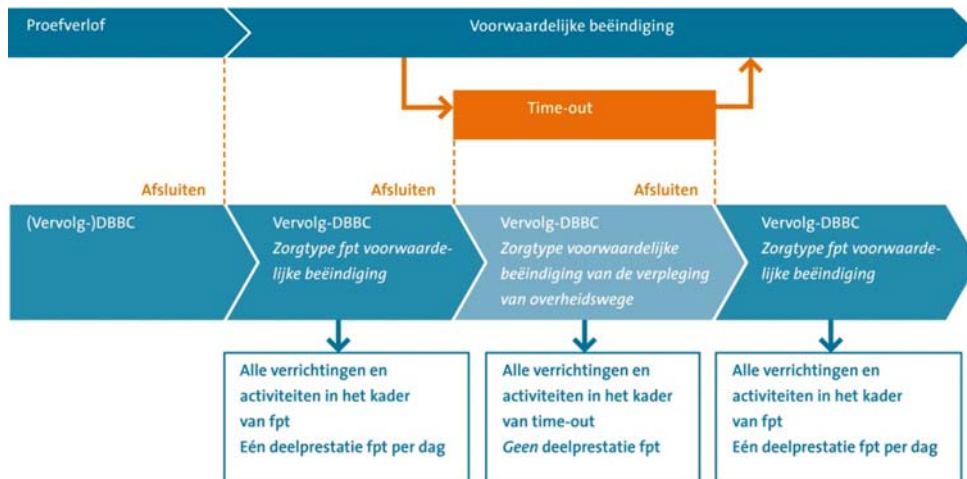 Proefverlof
Voorwaardelijke beëindiging
Time-out
Afsluiten
Afsluiten
Afsluiten
(Vervolg-)DBBC
Vervolg-DBBC
Zorgtype fpt voorwaarde-
lijke beëindiging
Vervolg-DBBC
Zorgtype voorwaardelijke
beëindiging van de verpleging
van overheidswege
Vervolg-DBBC
Zorgtype fpt voorwaarde-
lijke beëindiging
Alle verrichtingen en
activiteiten in het kader
van fpt
Eén deelprestatie fpt per dag
Alle verrichtingen en
activiteiten in het kader
van time-out
Geen deelprestatie fpt
Alle verrichtingen en
activiteiten in het kader
van fpt
Eén deelprestatie fpt per dag